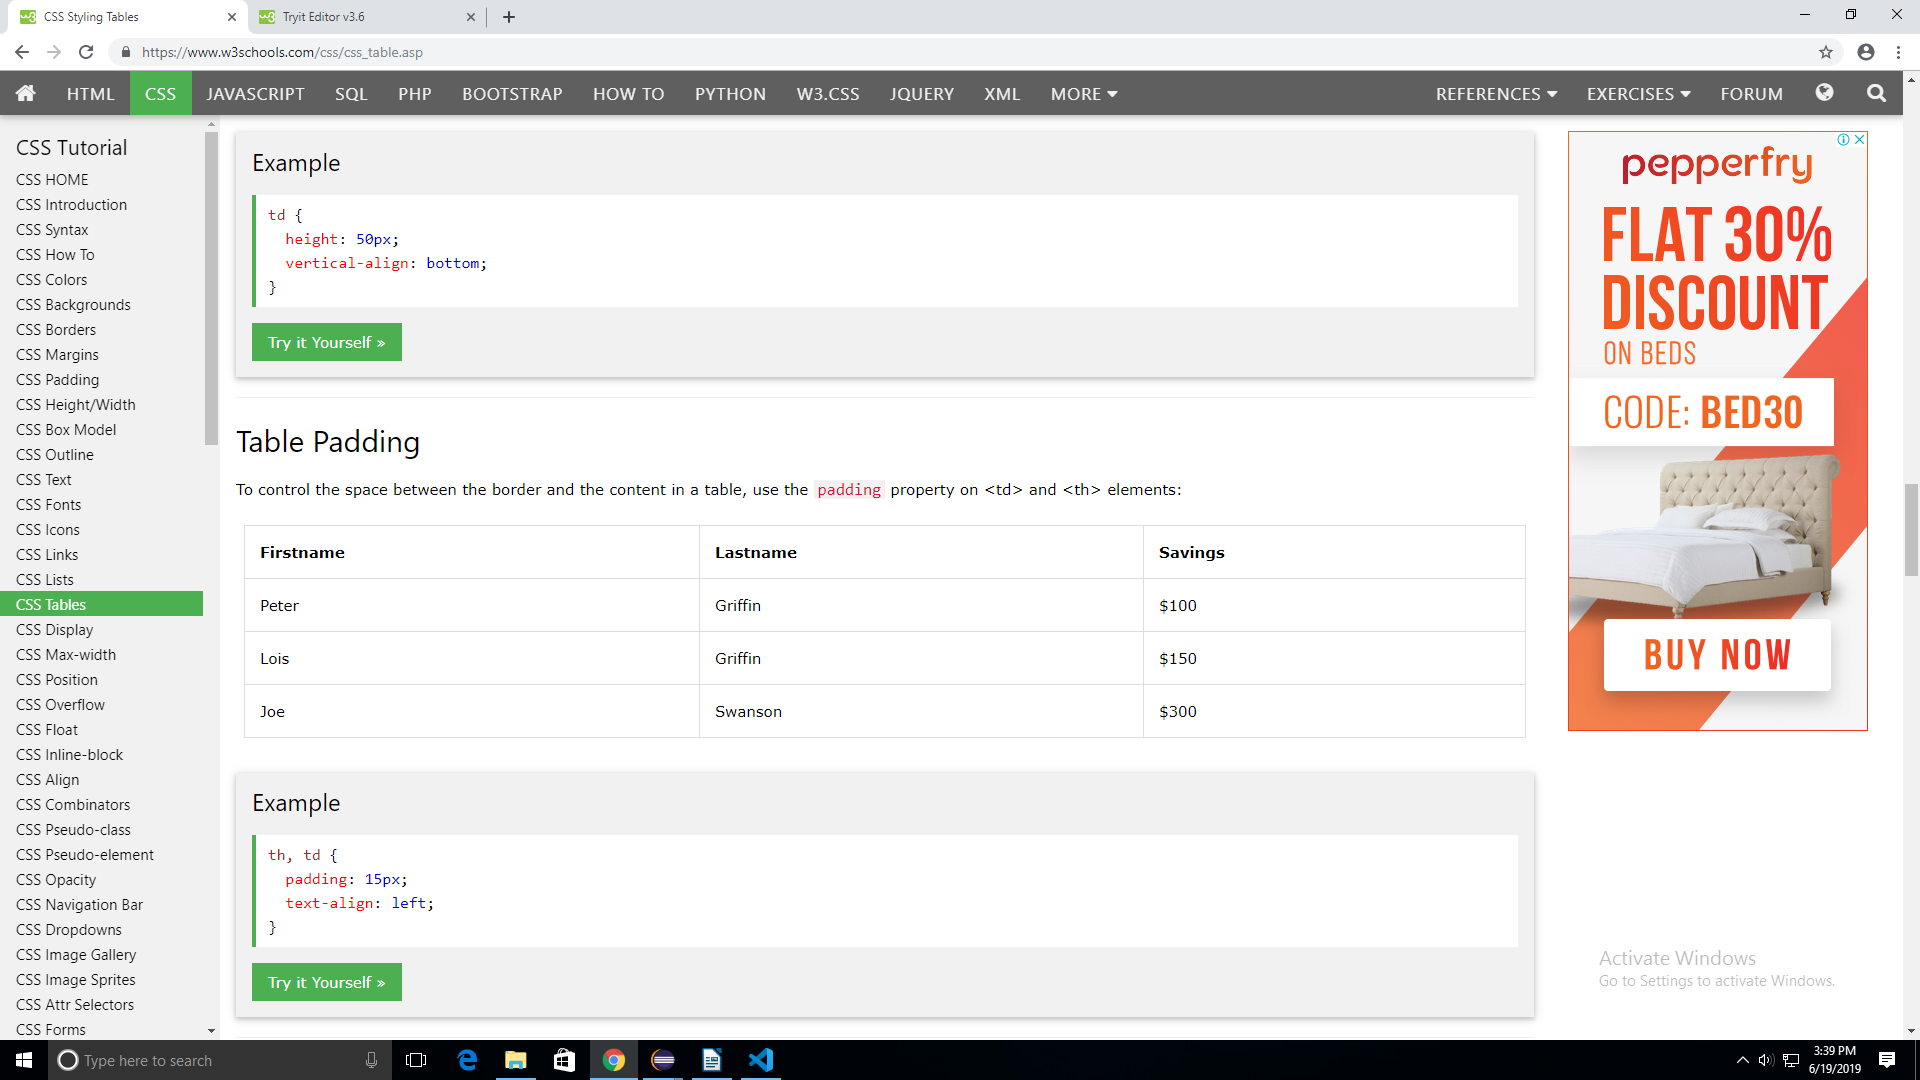 CSS Styling Tables
Tryit Editor v3.6
https://www.w3schools.com/css/css_table.asp
HTML
CSS
JAVASCRIPT
SQL
PHP
BOOTSTRAP
HOW TO
PYTHON
W3.CSS
JQUERY
XML
MORE
REFERENCES
EXERCISES
FORUM
CSS Tutorial
CSS HOME
CSS Introduction
CSS Syntax
CSS How To
CSS Colors
CSS Backgrounds
CSS Borders
CSS Margins
CSS Padding
CSS Height/Width
CSS Box Model
CSS Outline
CSS Text
CSS Fonts
CSS Icons
CSS Links
CSS Lists
CSS Tables
CSS Display
CSS Max-width
CSS Position
CSS Overflow
CSS Float
CSS Inline-block
CSS Align
CSS Combinators
CSS Pseudo-class
CSS Pseudo-element
CSS Opacity
CSS Navigation Bar
CSS Dropdowns
CSS Image Gallery
CSS Image Sprites
CSS Attr Selectors
CSS Forms
Example
td {
height: 50px;
vertical-align: bottom;
}
Try it Yourself »
Table Padding
To control the space between the border and the content in a table, use the padding property on <td> and <th> elements:
Firstname Lastname Savings
Peter Griffin $100
Lois Griffin $150
Joe Swanson $300
Example
th, td {
padding: 15px;
text-align: left;
}
Try it Yourself »
pepperfry
FLAT 30%
DISCOUNT
ON BEDS
CODE: BED30
BUY NOW
Activate Windows
Go to Settings to activate Windows.
Type here to search
3:39 PM
6/19/2019